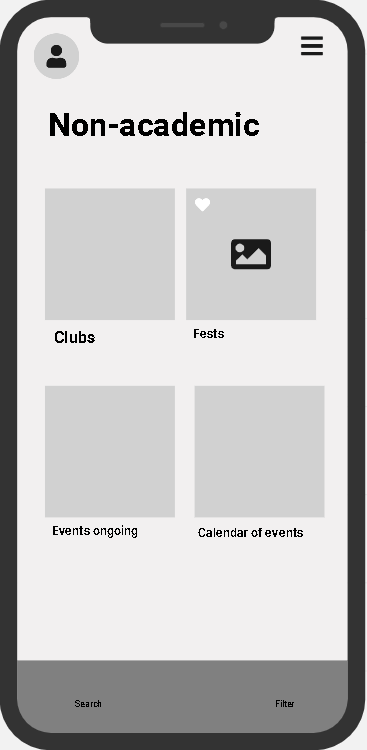 Non-academic
Clubs
Fests
Events ongoing
Calendar of events
Search
Filter